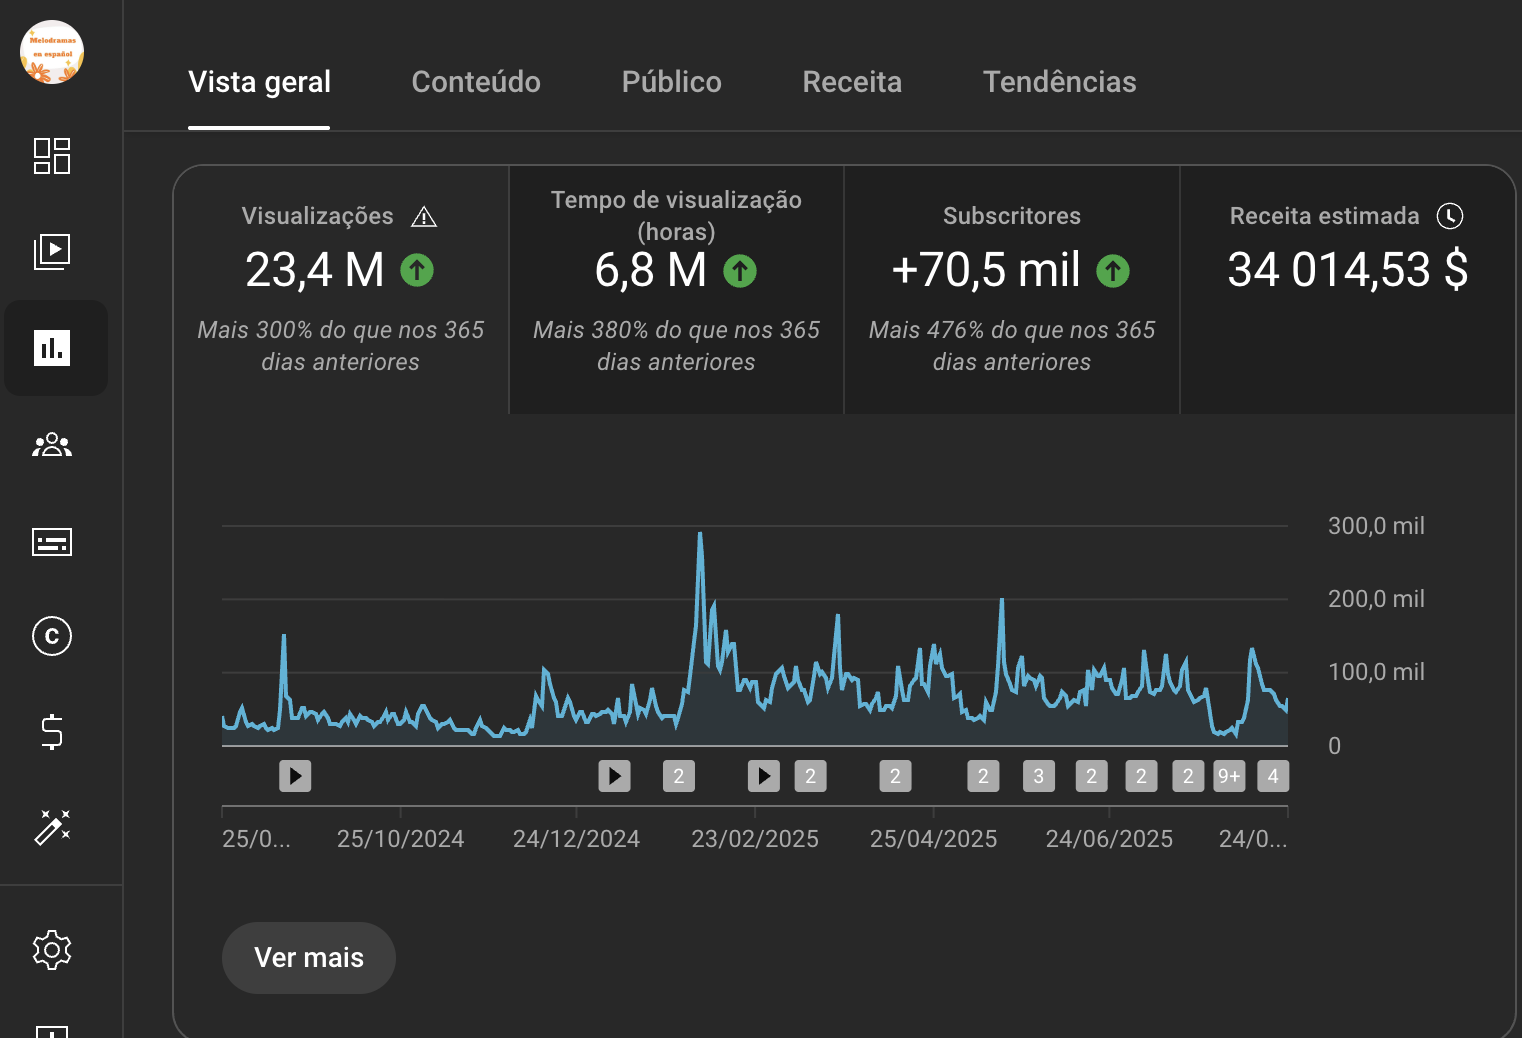 Melodramas
en español
Vista geral
Conteúdo
Público
Receita
Tendências
Visualizações
23,4 M
Mais 300% do que nos 365
dias anteriores
Tempo de visualização
(horas)
6,8 M
Mais 380% do que nos 365
dias anteriores
Subscritores
+70,5 mil
Mais 476% do que nos 365
dias anteriores
Receita estimada
34 014,53 $
300,0 mil
200,0 mil
100,0 mil
0
2
2
2
2
3
2
2
2
9+
4
25/0...
25/10/2024
24/12/2024
23/02/2025
25/04/2025
24/06/2025
24/0...
Ver mais